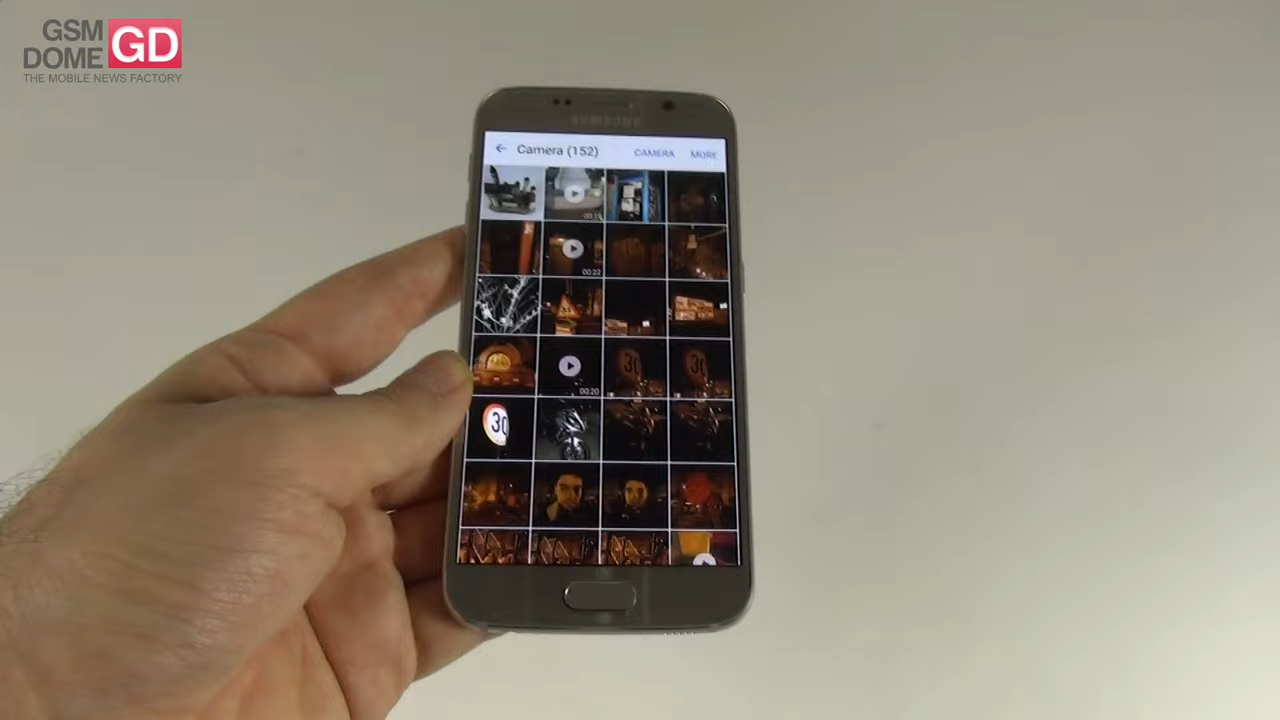 GSM
DOME GD
THE MOBILE NEWS FACTORY
SAMSUNG
Camera (152) CAMERA MORE
00:22
00:20
30
30
30